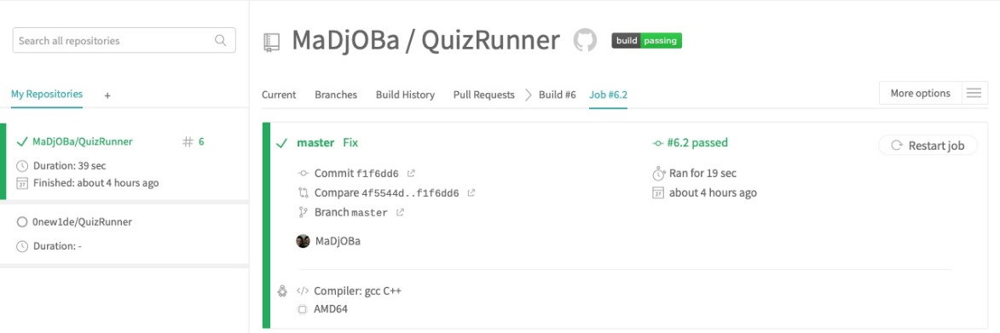 Search all repositories
My Repositories +
MaDjOBa/QuizRunner # 6
Duration: 39 sec
27 Finished: about 4 hours ago
0new1de/QuizRunner
Duration: -
MaDjOBa / QuizRunner build passing
Current Branches Build History Pull Requests Build #6 Job #6.2 More options
master Fix #6.2 passed Restart job
Commit f1f6dd6 Ran for 19 sec
Compare 4f5544d..f1f6dd6 27 about 4 hours ago
Branch master
MaDjOBa
</> Compiler: gcc C++
AMD64